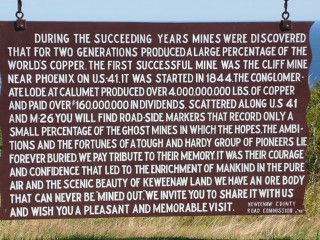 DURING THE SUCCEEDING YEARS MINES WERE DISCOVERED
THAT FOR TWO GENERATIONS PRODUCED A LARGE PERCENTAGE OF THE
WORLD'S COPPER. THE FIRST SUCCESSFUL MINE WAS THE CLIFF MINE
NEAR PHOENIX ON U.S.41. IT WAS STARTED IN 1844. THE CONGLOMER-
ATE LODE AT CALUMET PRODUCED OVER 4,000,000,000 LBS. OF COPPER
AND PAID OVER $160,000,000 IN DIVIDENDS. SCATTERED ALONG U.S 41
AND M-26 YOU WILL FIND ROAD-SIDE MARKERS THAT RECORD ONLY A
SMALL PERCENTAGE OF THE GHOST MINES IN WHICH THE HOPES, THE AMBI-
TIONS AND THE FORTUNES OF A TOUGH AND HARDY GROUP OF PIONEERS LIE
FOREVER BURIED. WE PAY TRIBUTE TO THEIR MEMORY. IT WAS THEIR COURAGE
AND CONFIDENCE THAT LED TO THE ENRICHMENT OF MANKIND IN THE PURE
AIR AND THE SCENIC BEAUTY OF KEWEENAW LAND WE HAVE AN ORE BODY
THAT CAN NEVER BE MINED OUT. WE INVITE YOU TO SHARE IT WITH US
AND WISH YOU A PLEASANT AND MEMORABLE VISIT.
KEWEENAW COUNTY
ROAD COMMISSION